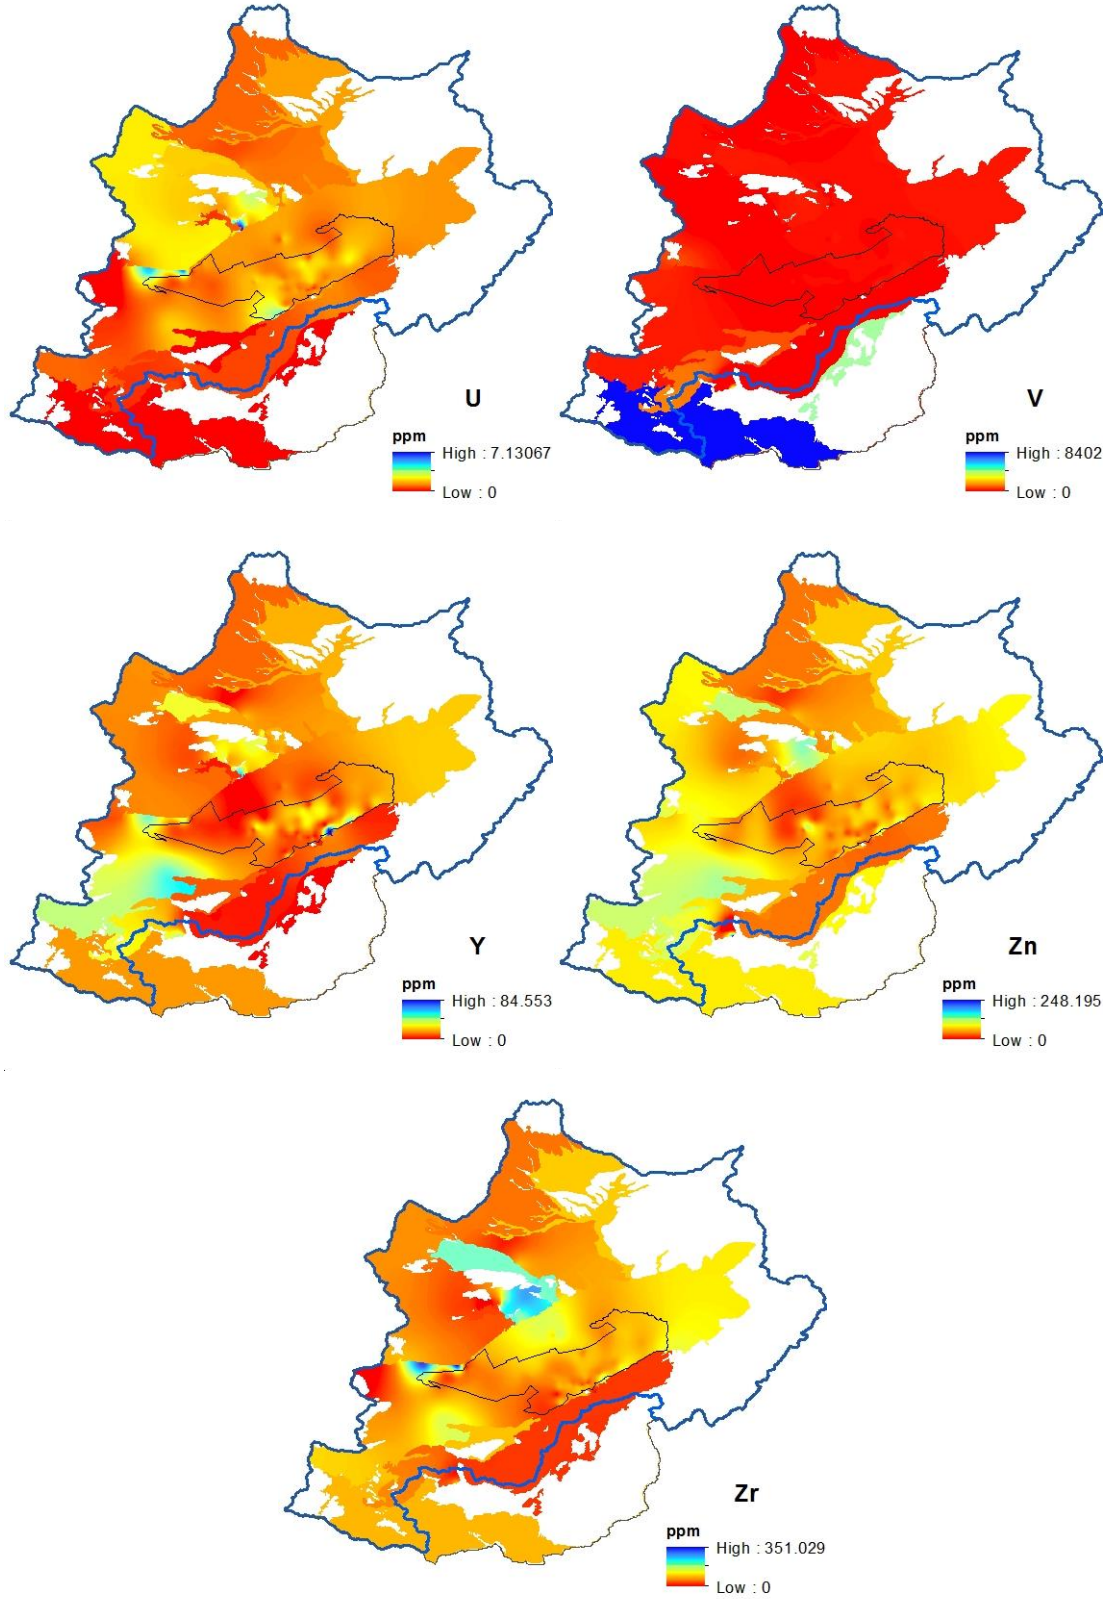 U
ppm
High : 7.13067
Low : 0
V
ppm
High : 8402
Low : 0
Y
ppm
High : 84.553
Low : 0
Zn
ppm
High : 248.195
Low : 0
Zr
ppm
High : 351.029
Low : 0